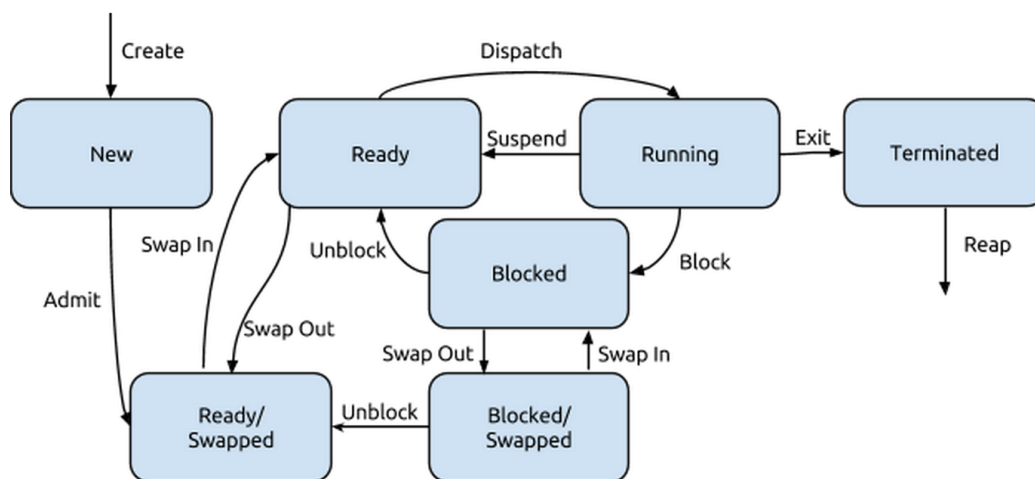 Create
Dispatch
New
Ready
Suspend
Running
Exit
Terminated
Swap In
Unblock
Blocked
Block
Reap
Admit
Swap Out
Swap Out
Swap In
Ready/
Swapped
Unblock
Blocked/
Swapped